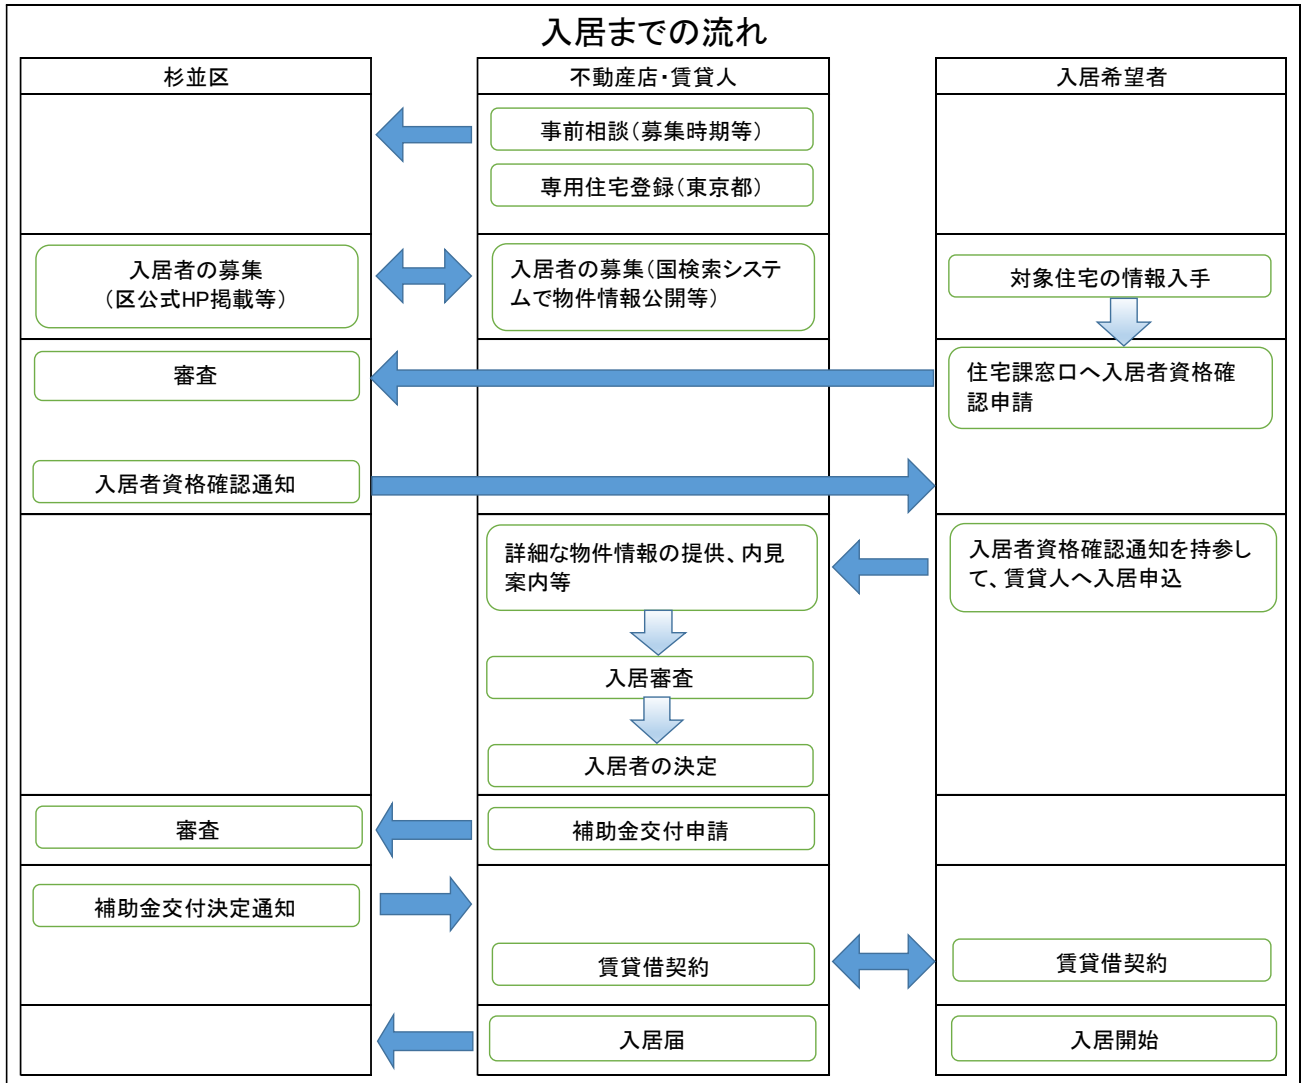 入居までの流れ
杉並区
不動産店・賃貸人
入居希望者
事前相談（募集時期等）
専用住宅登録（東京都）
入居者の募集
（区公式HP掲載等）
入居者の募集（国検索システ
ムで物件情報公開等）
対象住宅の情報入手
審査
住宅課窓口へ入居者資格確
認申請
入居者資格確認通知
詳細な物件情報の提供、内見
案内等
入居者資格確認通知を持参し
て、賃貸人へ入居申込
入居審査
入居者の決定
審査
補助金交付申請
補助金交付決定通知
賃貸借契約
賃貸借契約
入居届
入居開始